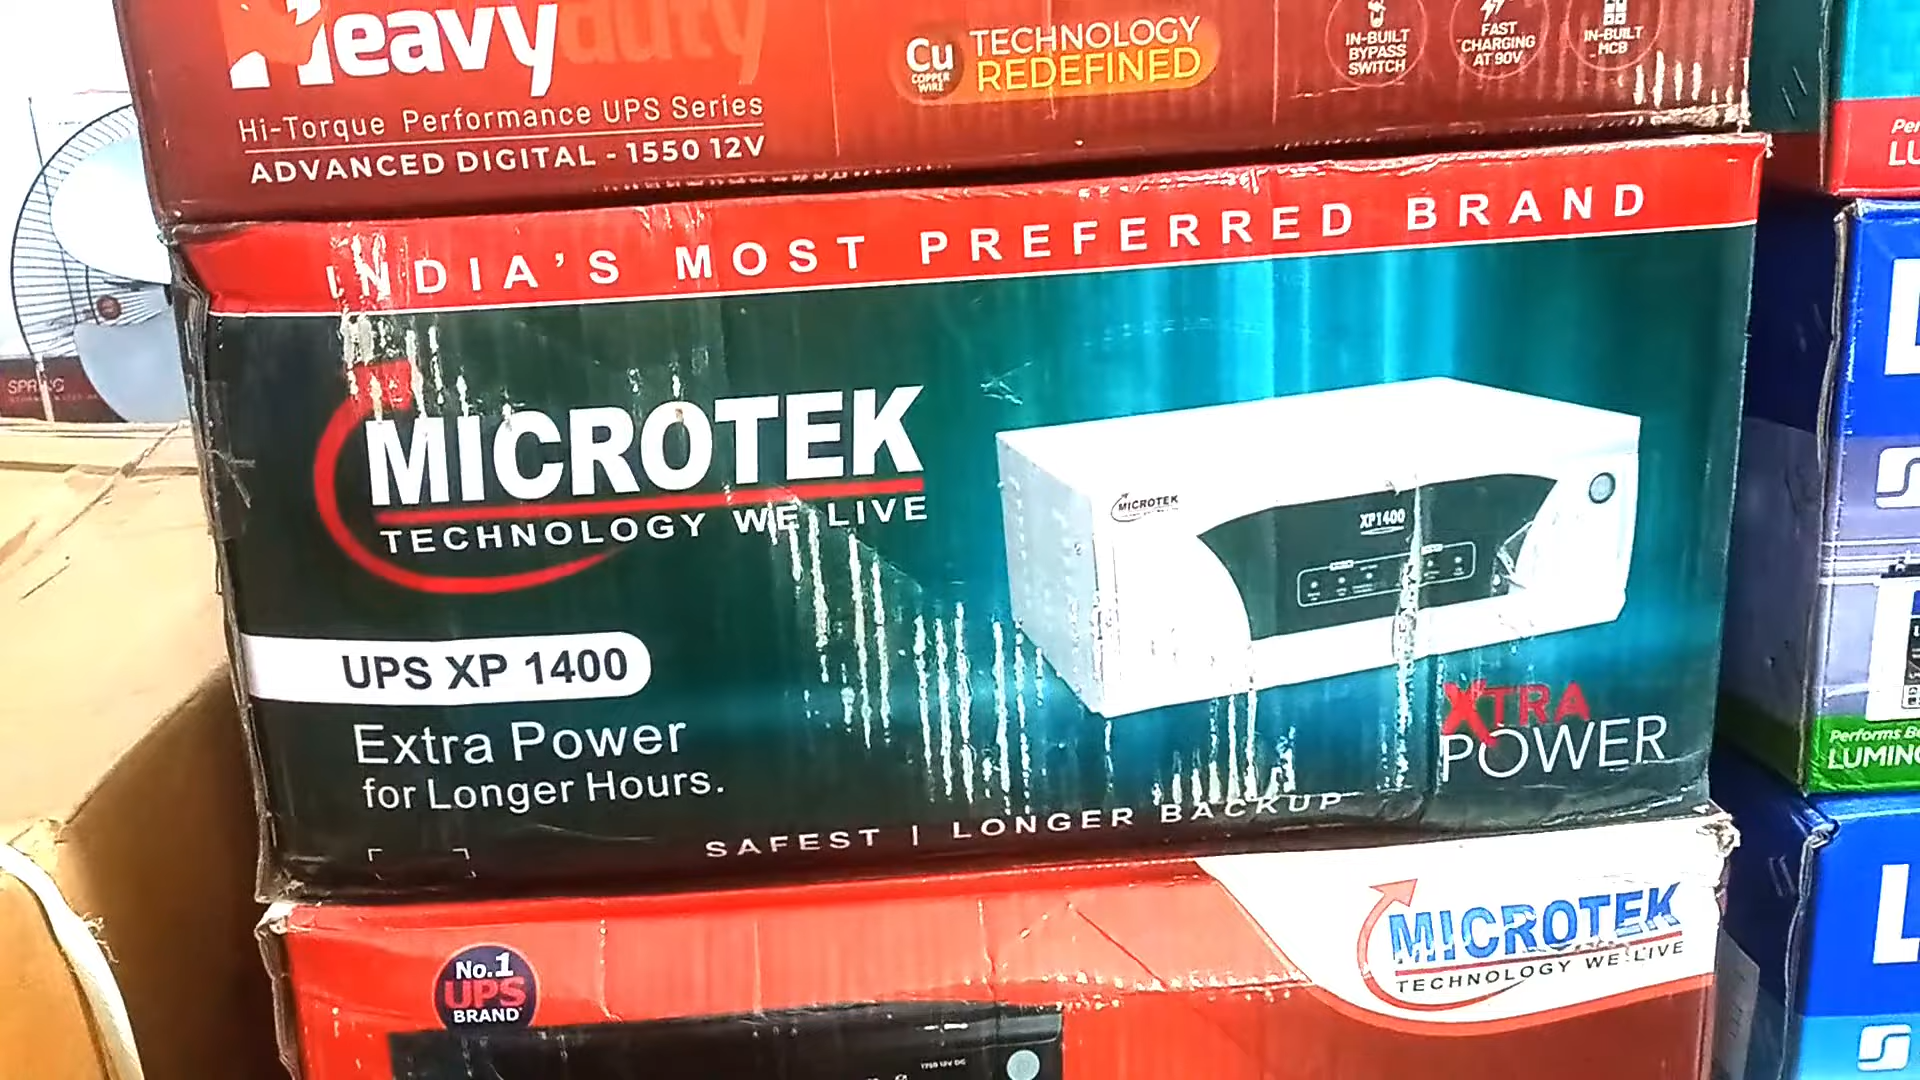 Heavyduty
Hi-Torque Performance UPS Series
ADVANCED DIGITAL - 1550 12V
Cu
COPPER
WIRE
TECHNOLOGY
REDEFINED
IN-BUILT
BYPASS
SWITCH
FAST
CHARGING
AT 90V
IN-BUILT
MCB
INDIA'S MOST PREFERRED BRAND
MICROTEK
TECHNOLOGY WE LIVE
UPS XP 1400
Extra Power
for Longer Hours.
SAFEST | LONGER BACKUP
MICROTEK
XP1400
XTRA
POWER
No.1
UPS
BRAND
MICROTEK
TECHNOLOGY WE LIVE
Performs